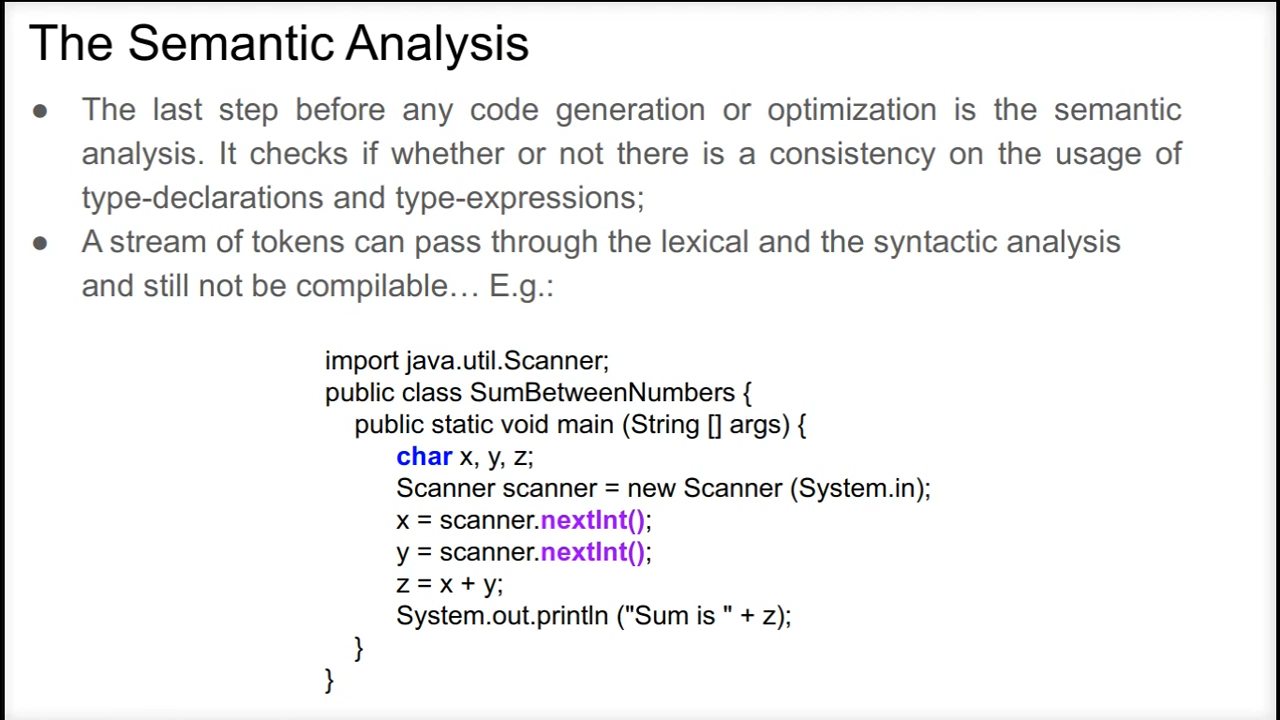 The Semantic Analysis
● The last step before any code generation or optimization is the semantic
analysis. It checks if whether or not there is a consistency on the usage of
type-declarations and type-expressions;
● A stream of tokens can pass through the lexical and the syntactic analysis
and still not be compilable… E.g.:
import java.util.Scanner;
public class SumBetweenNumbers {
public static void main (String [] args) {
char x, y, z;
Scanner scanner = new Scanner (System.in);
x = scanner.nextInt();
y = scanner.nextInt();
z = x + y;
System.out.println ("Sum is " + z);
}
}